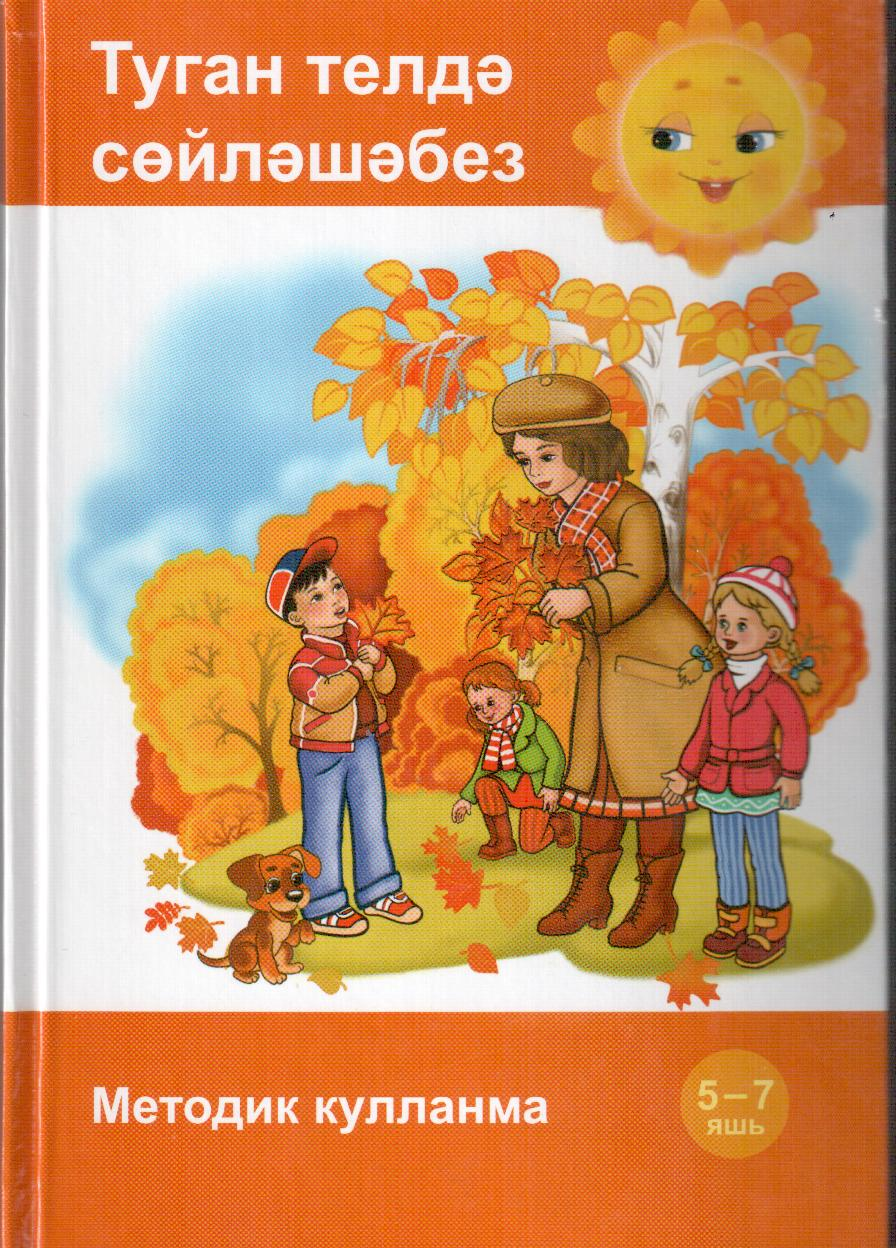 Туган телдә
сөйләшәбез
Методик кулланма
5–7
яшь